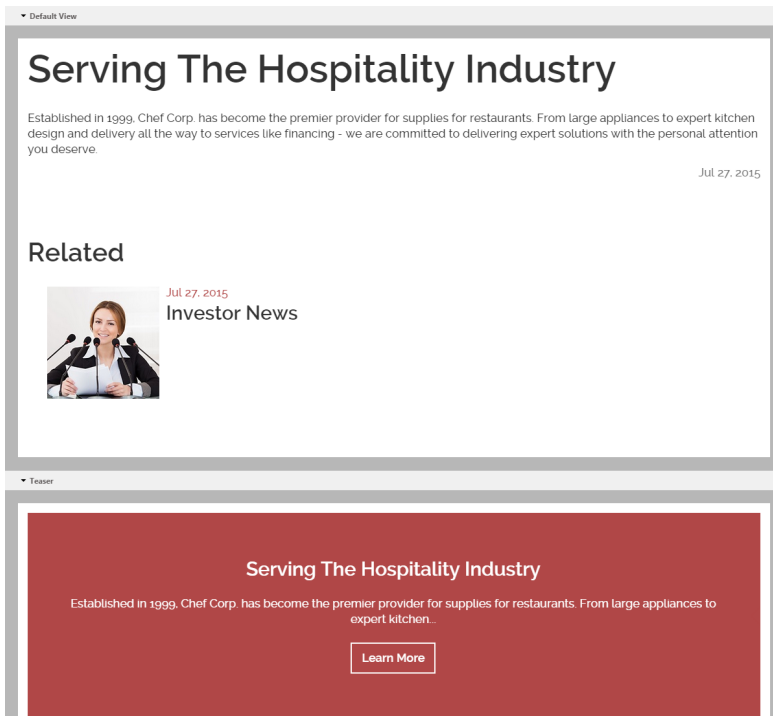 Default View
Serving The Hospitality Industry
Established in 1999, Chef Corp. has become the premier provider for supplies for restaurants. From large appliances to expert kitchen
design and delivery all the way to services like financing - we are committed to delivering expert solutions with the personal attention
you deserve.
Jul 27, 2015
Related
Jul 27, 2015
Investor News
Teaser
Serving The Hospitality Industry
Established in 1999, Chef Corp. has become the premier provider for supplies for restaurants. From large appliances to
expert kitchen...
Learn More